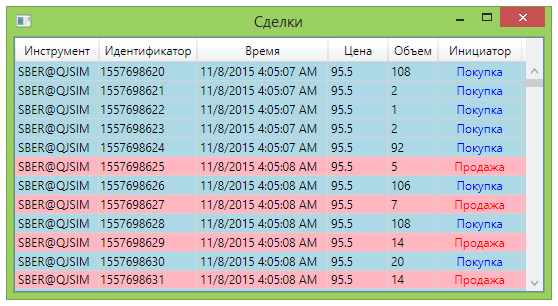 Сделки
Инструмент Идентификатор Время Цена Объем Инициатор
SBER@QJSIM 1557698620 11/8/2015 4:05:07 AM 95.5 108 Покупка
SBER@QJSIM 1557698621 11/8/2015 4:05:07 AM 95.5 2 Покупка
SBER@QJSIM 1557698622 11/8/2015 4:05:07 AM 95.5 1 Покупка
SBER@QJSIM 1557698623 11/8/2015 4:05:07 AM 95.5 2 Покупка
SBER@QJSIM 1557698624 11/8/2015 4:05:07 AM 95.5 92 Покупка
SBER@QJSIM 1557698625 11/8/2015 4:05:08 AM 95.5 5 Продажа
SBER@QJSIM 1557698626 11/8/2015 4:05:08 AM 95.5 106 Покупка
SBER@QJSIM 1557698627 11/8/2015 4:05:08 AM 95.5 7 Продажа
SBER@QJSIM 1557698628 11/8/2015 4:05:08 AM 95.5 108 Покупка
SBER@QJSIM 1557698629 11/8/2015 4:05:08 AM 95.5 14 Продажа
SBER@QJSIM 1557698630 11/8/2015 4:05:08 AM 95.5 20 Покупка
SBER@QJSIM 1557698631 11/8/2015 4:05:08 AM 95.5 14 Продажа